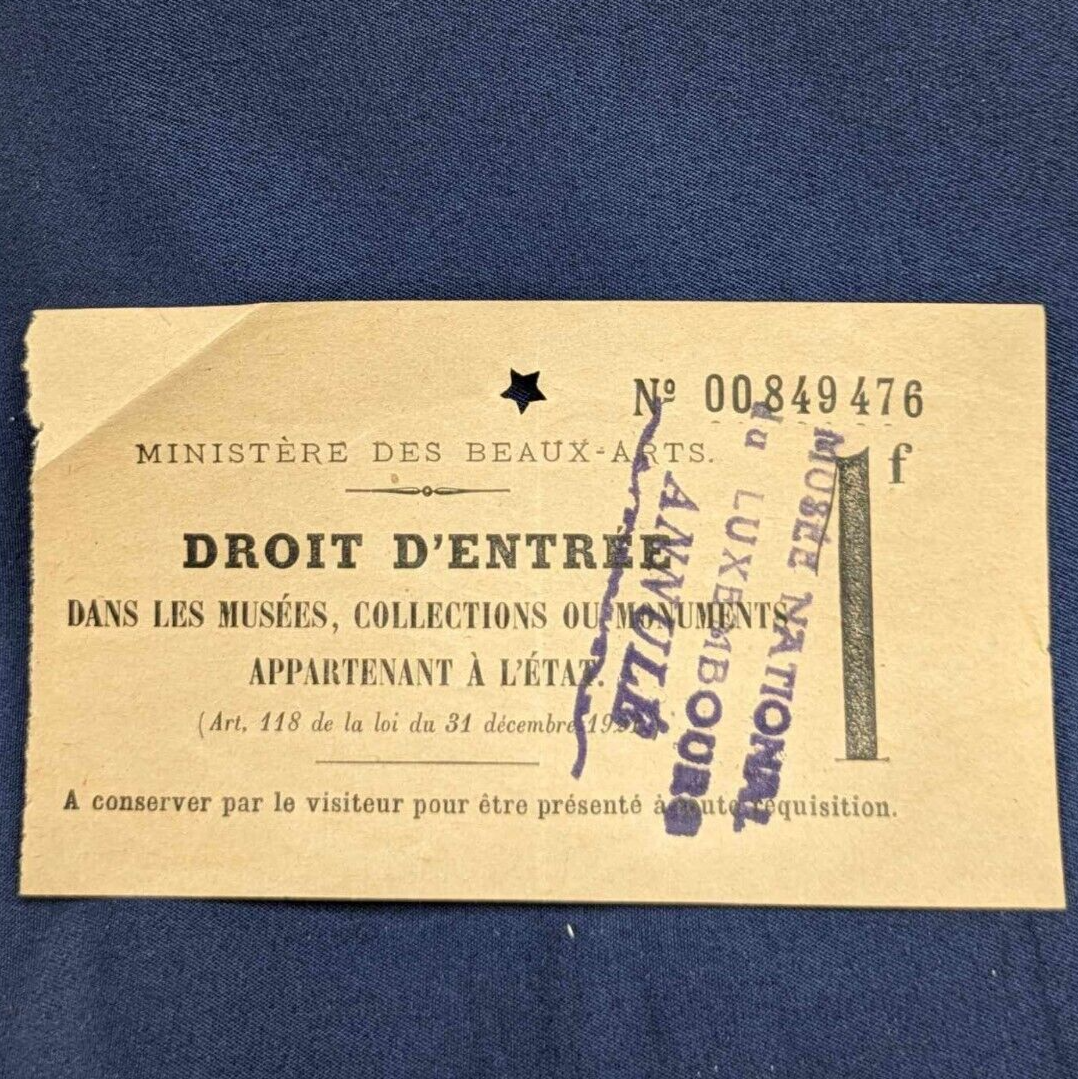 Nº 00849476
MINISTÈRE DES BEAUX-ARTS.
1 f
DROIT D'ENTRÉE
DANS LES MUSÉES, COLLECTIONS OU MONUMENTS
APPARTENANT À L'ÉTAT.
(Art, 118 de la loi du 31 décembre 1921)
A conserver par le visiteur pour être présenté à toute réquisition.
MUSÉE NATIONAL
du LUXEMBOURG
ANNULÉ